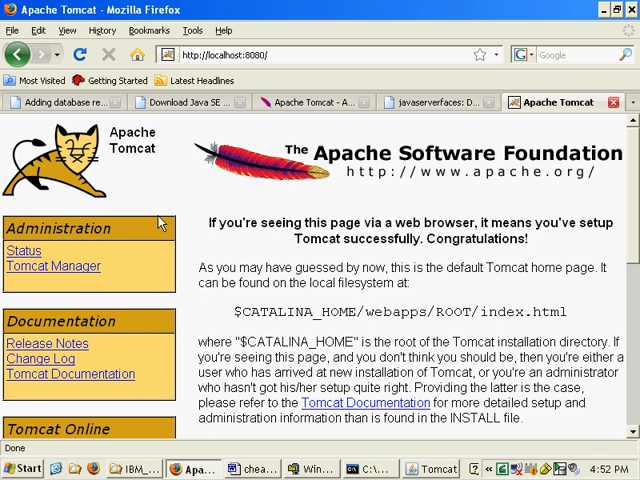 Apache Tomcat - Mozilla Firefox
File Edit View History Bookmarks Tools Help
http://localhost:8080/
Google
Most Visited Getting Started Latest Headlines
Adding database re...
Download Java SE ...
Apache Tomcat - A...
javaserverfaces: D...
Apache Tomcat
Apache
Tomcat
The Apache Software Foundation
http://www.apache.org/
Administration
Status
Tomcat Manager
Documentation
Release Notes
Change Log
Tomcat Documentation
Tomcat Online
If you're seeing this page via a web browser, it means you've setup
Tomcat successfully. Congratulations!
As you may have guessed by now, this is the default Tomcat home page. It
can be found on the local filesystem at:
$CATALINA_HOME/webapps/ROOT/index.html
where "$CATALINA_HOME" is the root of the Tomcat installation directory. If
you're seeing this page, and you don't think you should be, then you're either a
user who has arrived at new installation of Tomcat, or you're an administrator
who hasn't got his/her setup quite right. Providing the latter is the case,
please refer to the Tomcat Documentation for more detailed setup and
administration information than is found in the INSTALL file.
Done
Start
IBM_...
Apa...
chea...
Win...
C:\...
Tomcat
4:52 PM